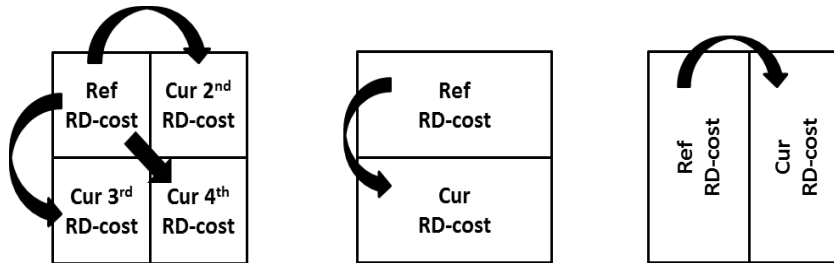 Ref
RD-cost
Cur 2nd
RD-cost
Cur 3rd
RD-cost
Cur 4th
RD-cost
Ref
RD-cost
Cur
RD-cost
Ref
RD-cost
Cur
RD-cost